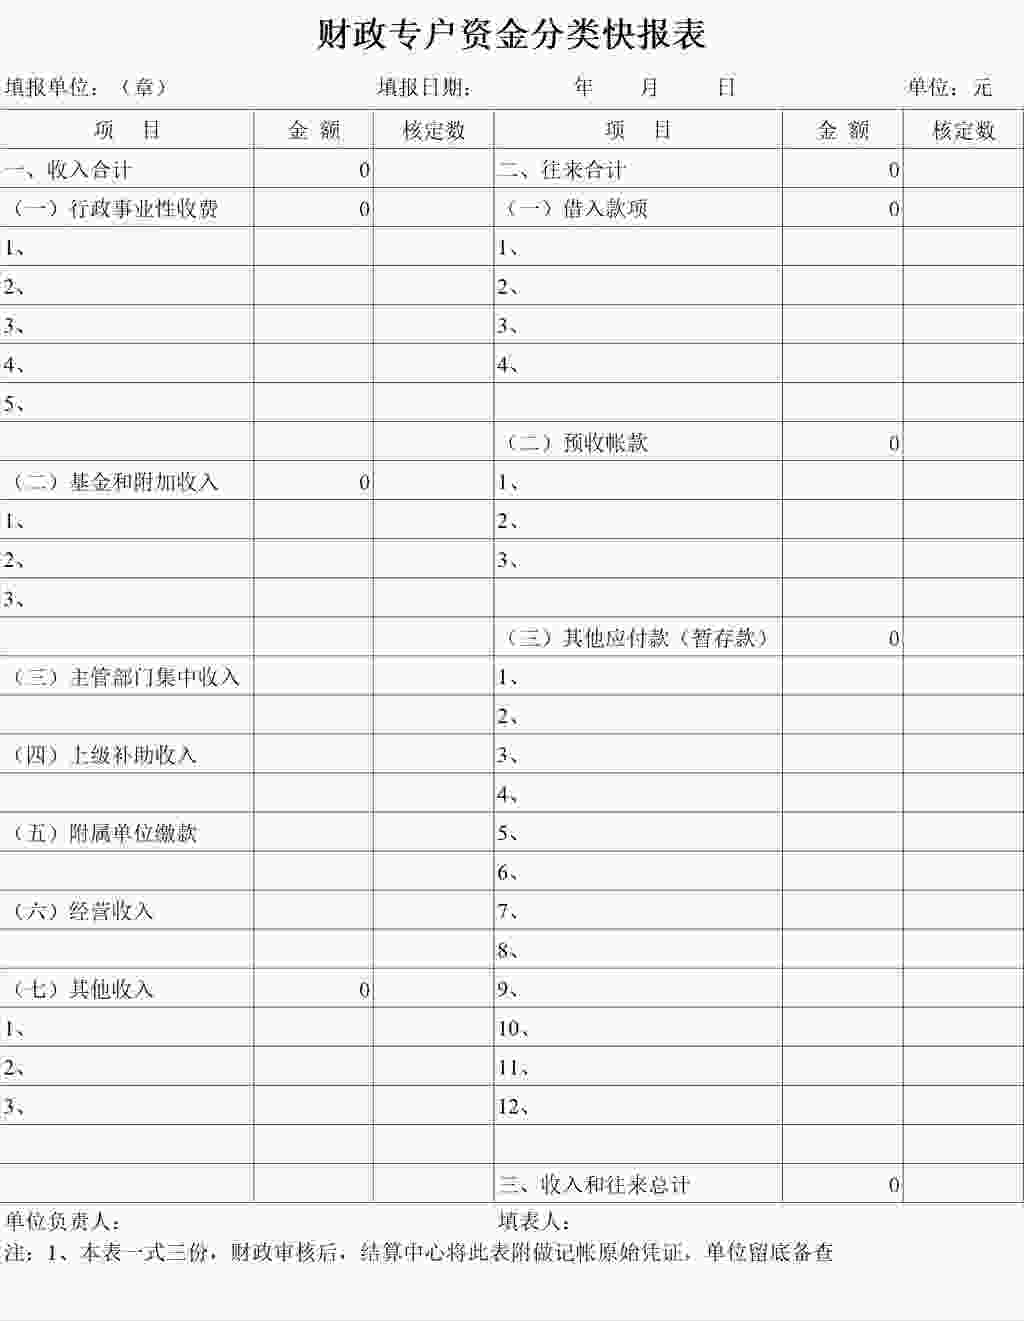 财政专户资金分类快报表
填报单位：（章） 填报日期： 年 月 日 单位：元
项 目 金 额 核定数 项 目 金 额 核定数
一、收入合计 0 二、往来合计 0
（一）行政事业性收费 0 （一）借入款项 0
1、 1、
2、 2、
3、 3、
4、 4、
5、
（二）预收帐款 0
（二）基金和附加收入 0 1、
1、 2、
2、 3、
3、
（三）其他应付款（暂存款） 0
（三）主管部门集中收入 1、
2、
（四）上级补助收入 3、
4、
（五）附属单位缴款 5、
6、
（六）经营收入 7、
8、
（七）其他收入 0 9、
1、 10、
2、 11、
3、 12、
三、收入和往来总计 0
单位负责人： 填表人：
注：1、本表一式三份，财政审核后，结算中心将此表附做记帐原始凭证，单位留底备查